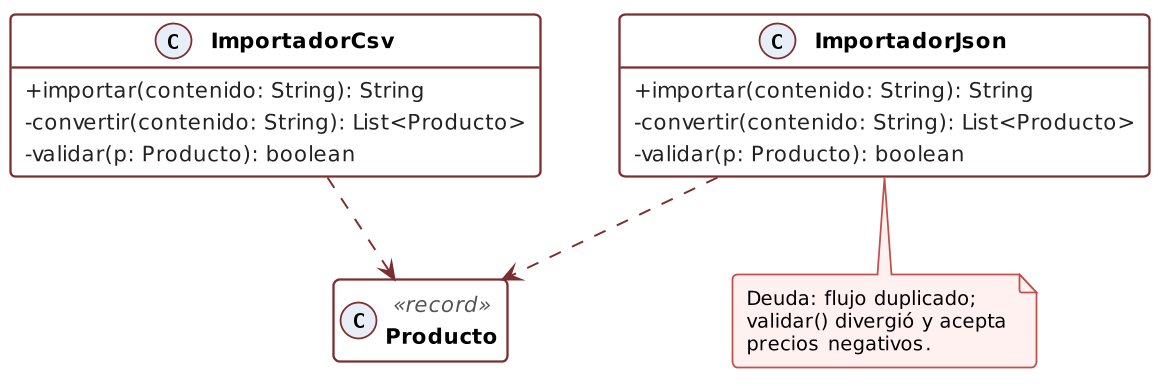 C ImportadorCsv
+importar(contenido: String): String
-convertir(contenido: String): List<Producto>
-validar(p: Producto): boolean
C ImportadorJson
+importar(contenido: String): String
-convertir(contenido: String): List<Producto>
-validar(p: Producto): boolean
«record»
C Producto
Deuda: flujo duplicado;
validar() divergió y acepta
precios negativos.